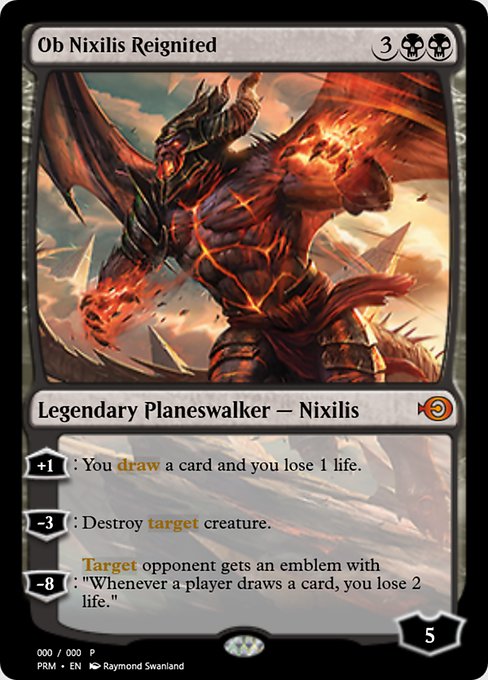 Ob Nixilis Reignited 3
Legendary Planeswalker — Nixilis
+1 : You draw a card and you lose 1 life.
-3 : Destroy target creature.
Target opponent gets an emblem with
-8 : "Whenever a player draws a card, you lose 2
life."
5
000 / 000 P
PRM • EN Raymond Swanland